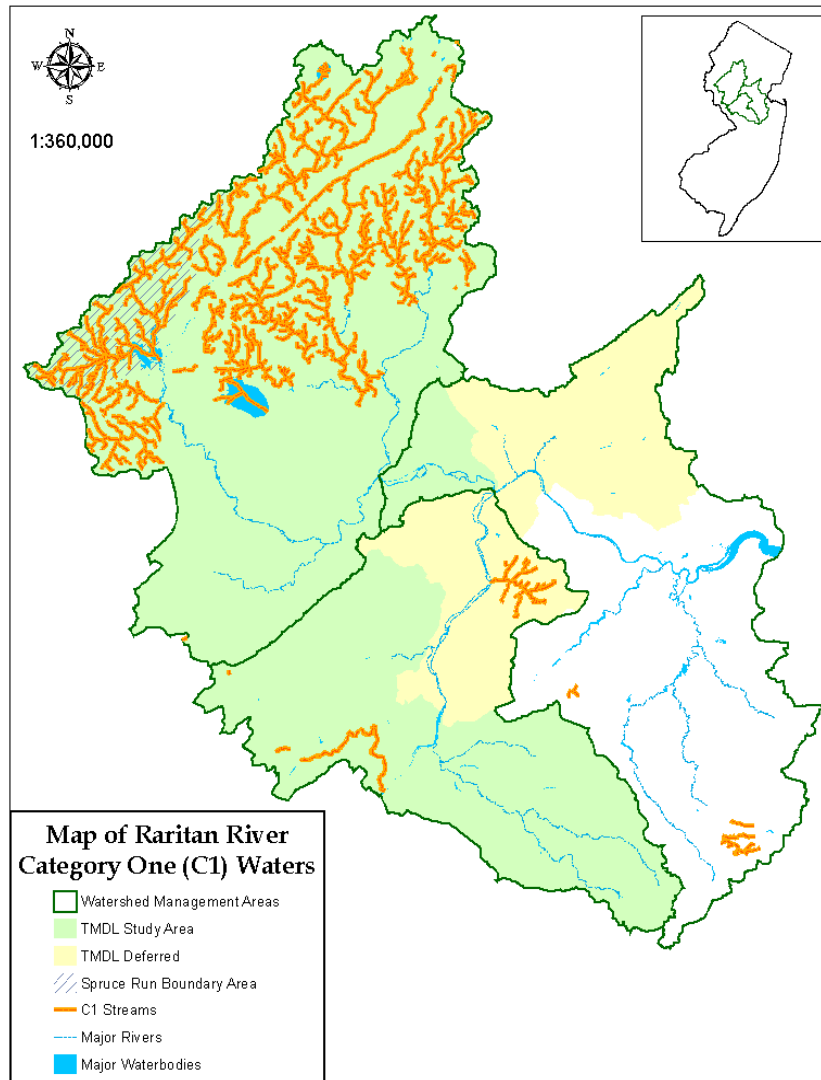 N
W E
S
1:360,000
Map of Raritan River
Category One (C1) Waters
Watershed Management Areas
TMDL Study Area
TMDL Deferred
Spruce Run Boundary Area
C1 Streams
Major Rivers
Major Waterbodies